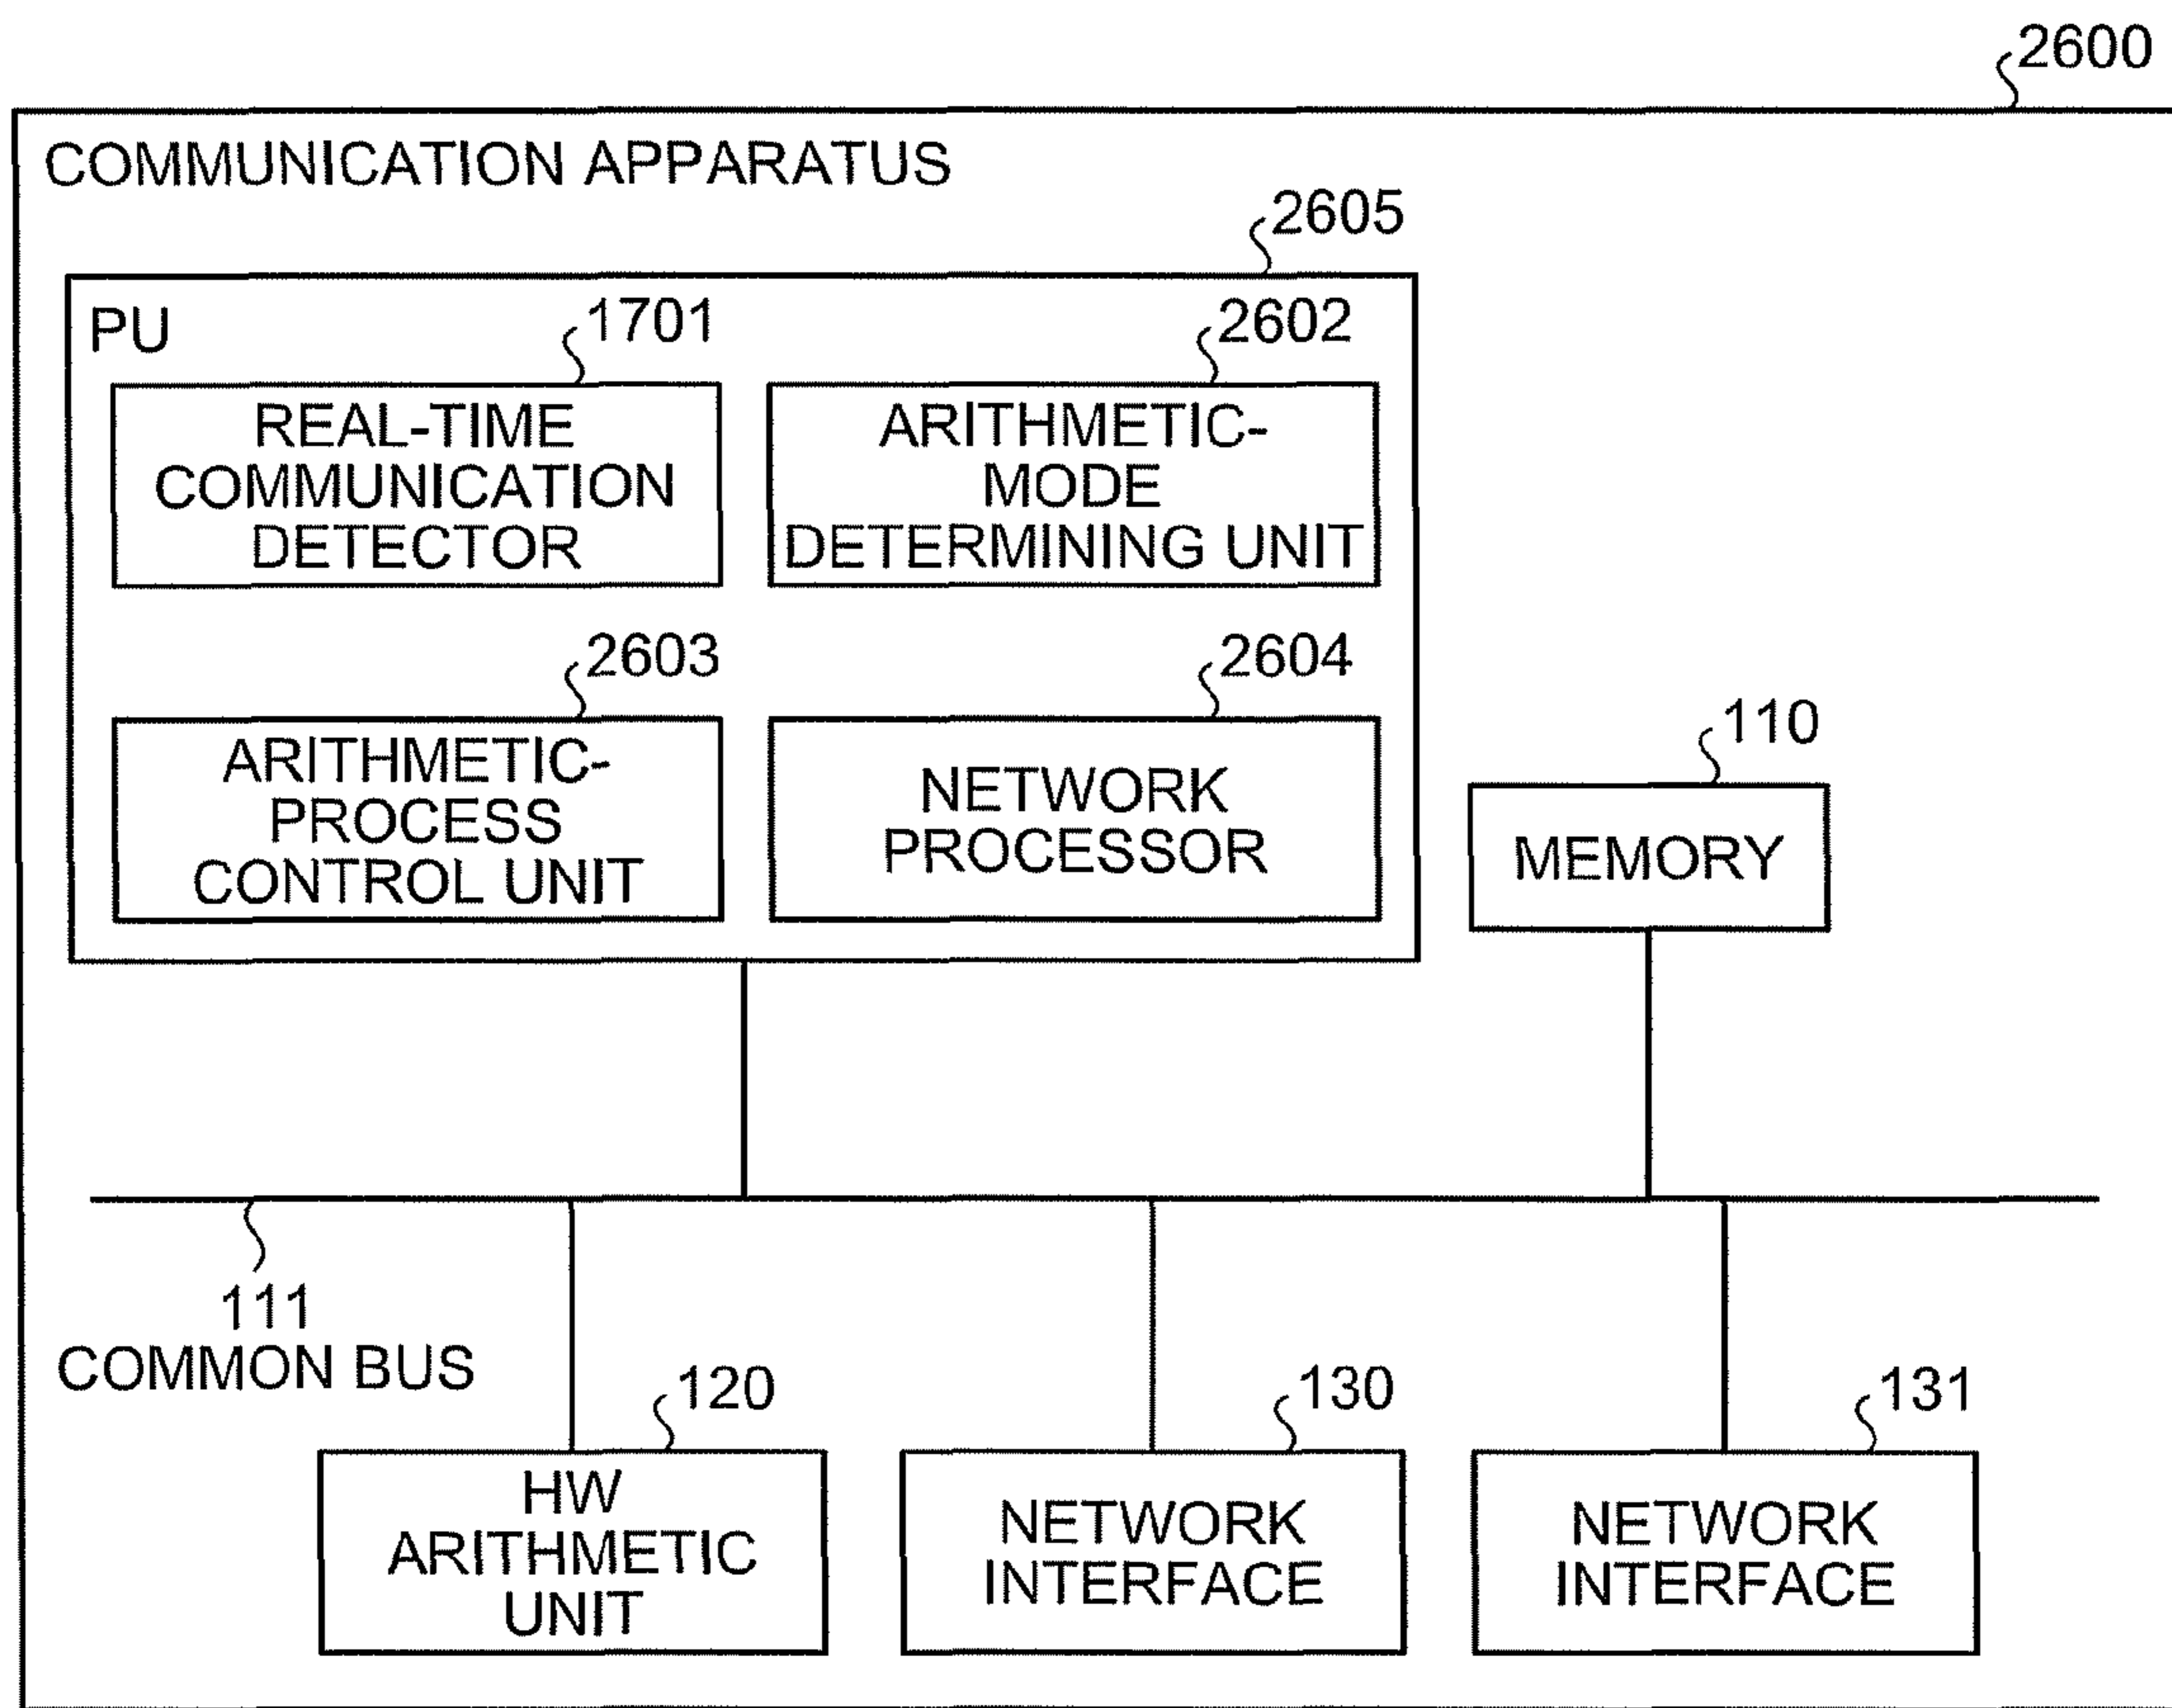 2600
COMMUNICATION APPARATUS
2605
PU
1701
2602
REAL-TIME
COMMUNICATION
DETECTOR
ARITHMETIC-
MODE
DETERMINING UNIT
2603
2604
ARITHMETIC-
PROCESS
CONTROL UNIT
NETWORK
PROCESSOR
110
MEMORY
111
COMMON BUS
120
130
131
HW
ARITHMETIC
UNIT
NETWORK
INTERFACE
NETWORK
INTERFACE